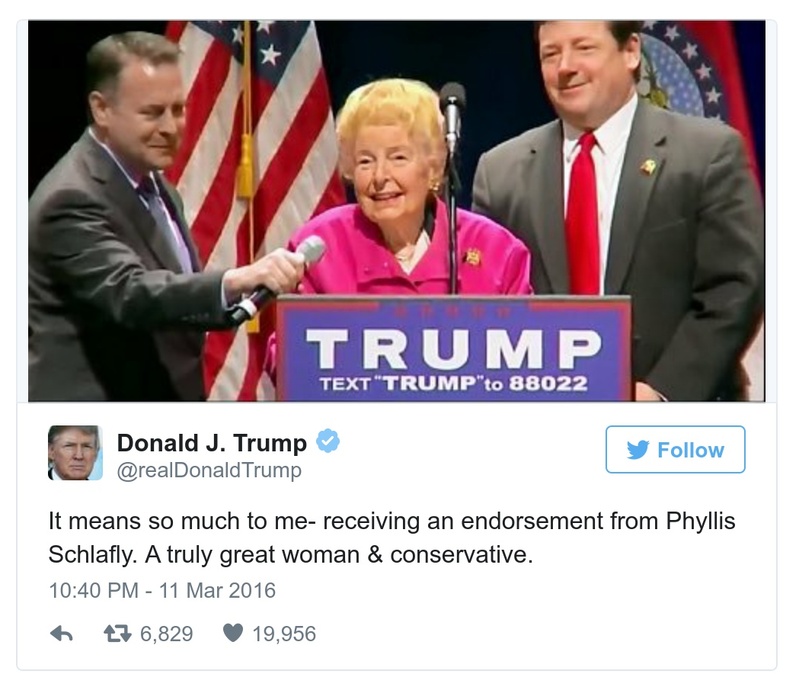 TRUMP
TEXT "TRUMP" to 88022
Donald J. Trump
@realDonaldTrump
Follow
It means so much to me- receiving an endorsement from Phyllis
Schlafly. A truly great woman & conservative.
10:40 PM - 11 Mar 2016
6,829 19,956